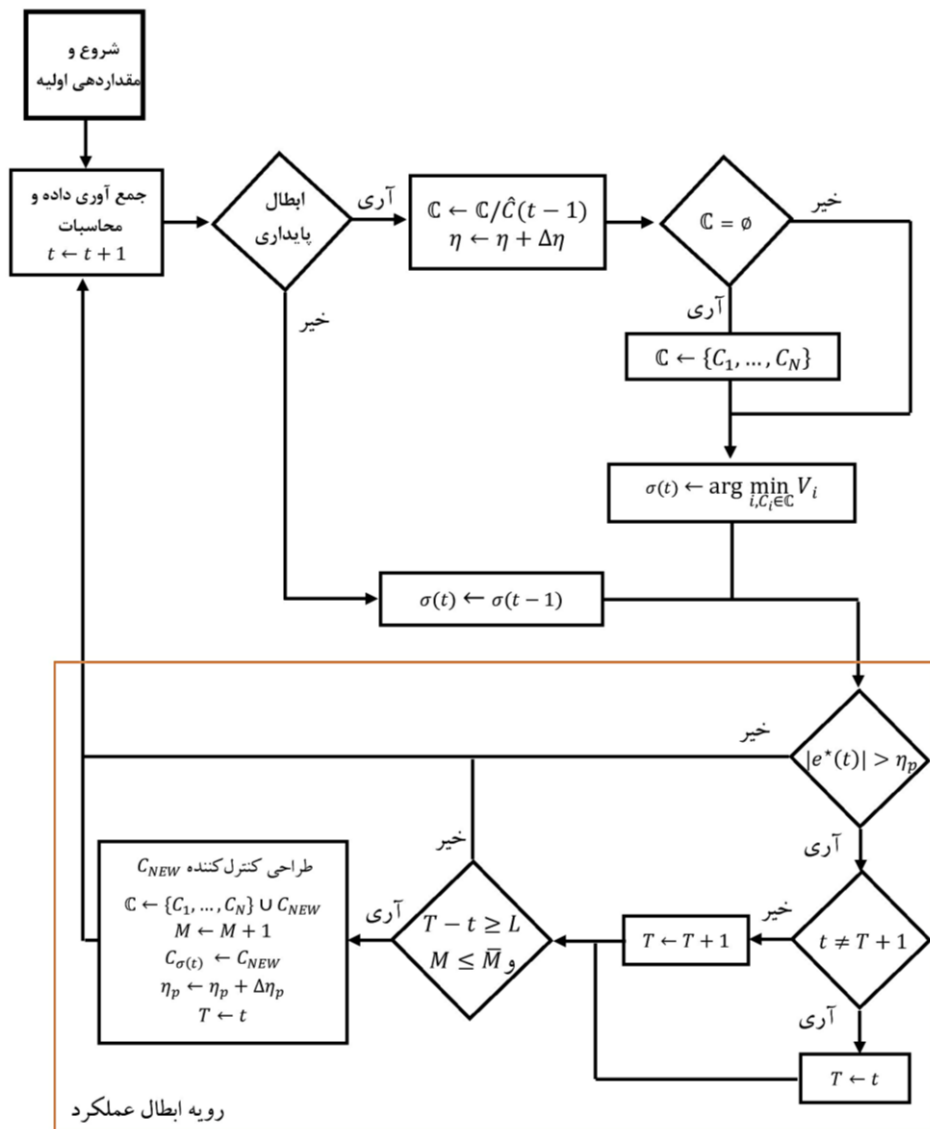 شروع و
مقداردهی اولیه
جمع آوری داده و
محاسبات
t ← t + 1
ابطال
پایداری
آری
خیر
ℂ ← ℂ/Ĉ(t − 1)
η ← η + Δη
ℂ = ∅
خیر
آری
ℂ ← {C₁, … , C_N}
σ(t) ← arg min_{i,C_i∈ℂ} V_i
σ(t) ← σ(t − 1)
|e*(t)| > η_p
خیر
آری
t ≠ T + 1
خیر
آری
T ← T + 1
T ← t
T − t ≥ L
و M ≤ M̄
خیر
آری
طراحی کنترل‌کننده C_NEW
ℂ ← {C₁, … , C_N} ∪ C_NEW
M ← M + 1
C_σ(t) ← C_NEW
η_p ← η_p + Δη_p
T ← t
رویه ابطال عملکرد